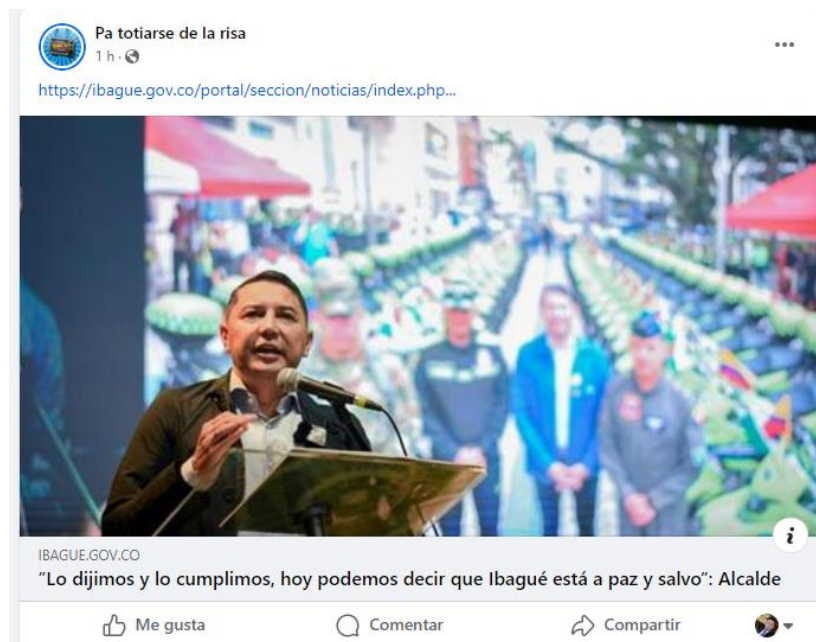 Pa totiarse de la risa
1 h ·
https://ibague.gov.co/portal/seccion/noticias/index.php...
IBAGUE.GOV.CO
"Lo dijimos y lo cumplimos, hoy podemos decir que Ibagué está a paz y salvo": Alcalde
Me gusta
Comentar
Compartir